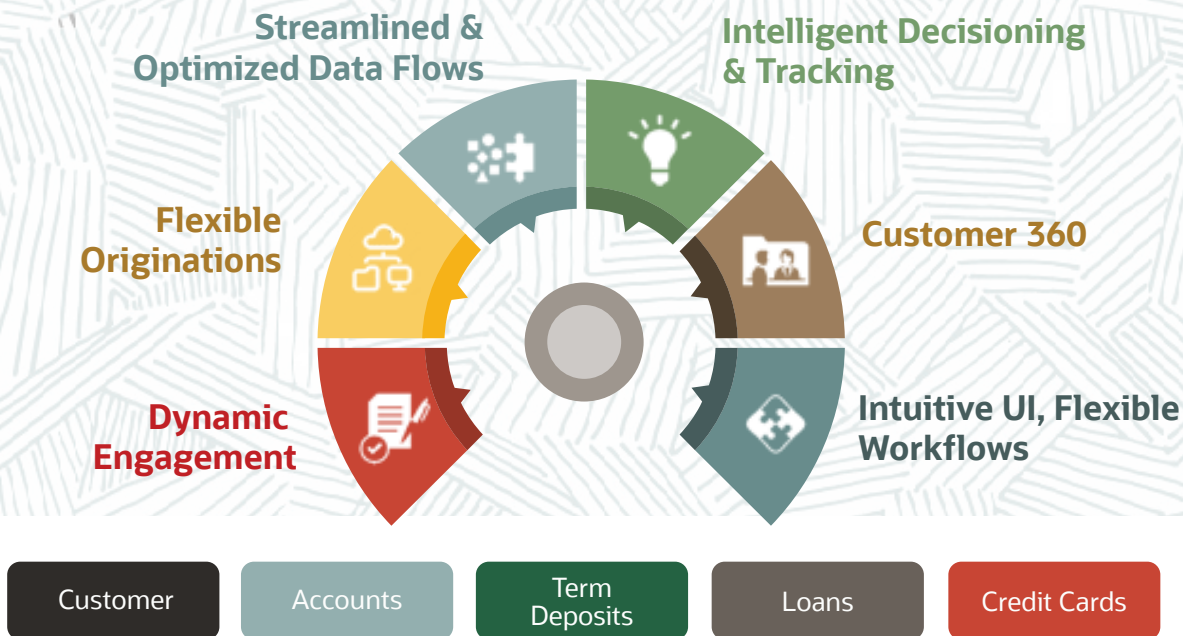 Streamlined &
Optimized Data Flows
Intelligent Decisioning
& Tracking
Flexible
Originations
Customer 360
Dynamic
Engagement
Intuitive UI, Flexible
Workflows
Customer
Accounts
Term
Deposits
Loans
Credit Cards